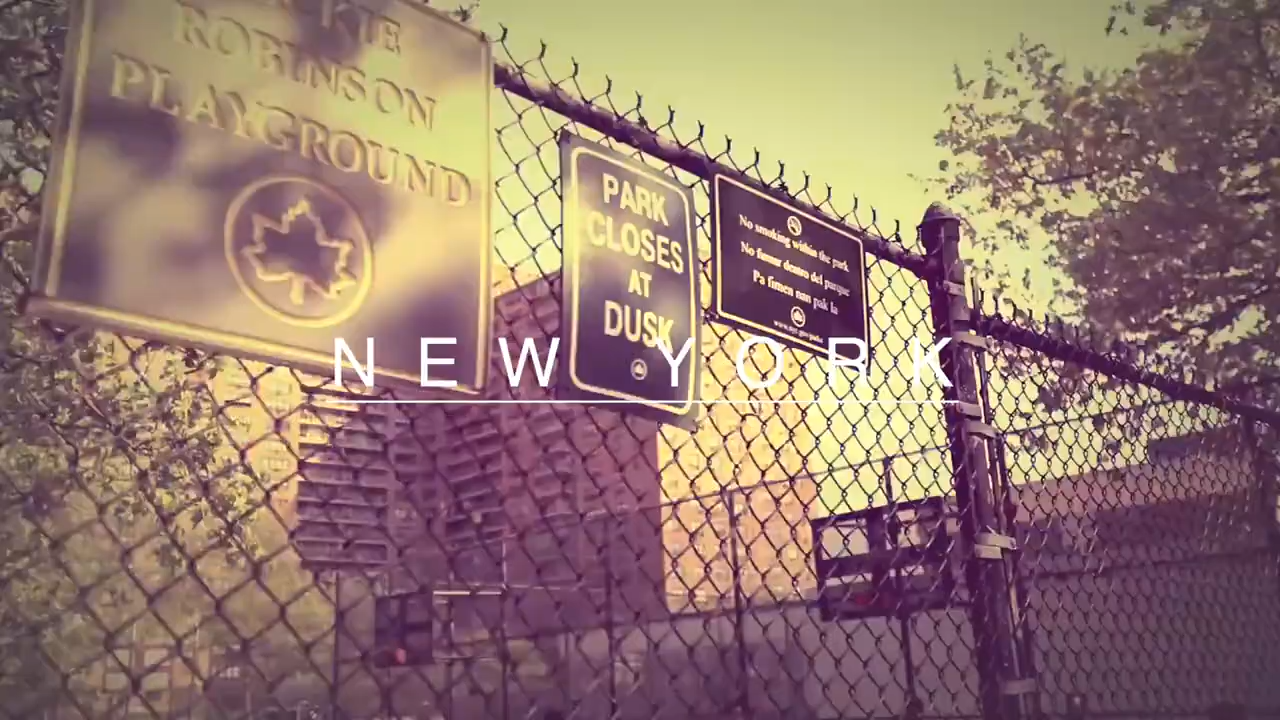 ROBINSON
PLAYGROUND
PARK
CLOSES
AT
DUSK
No smoking within the park
No fumar dentro del parque
Pa fimen nan pak la
NEW YORK